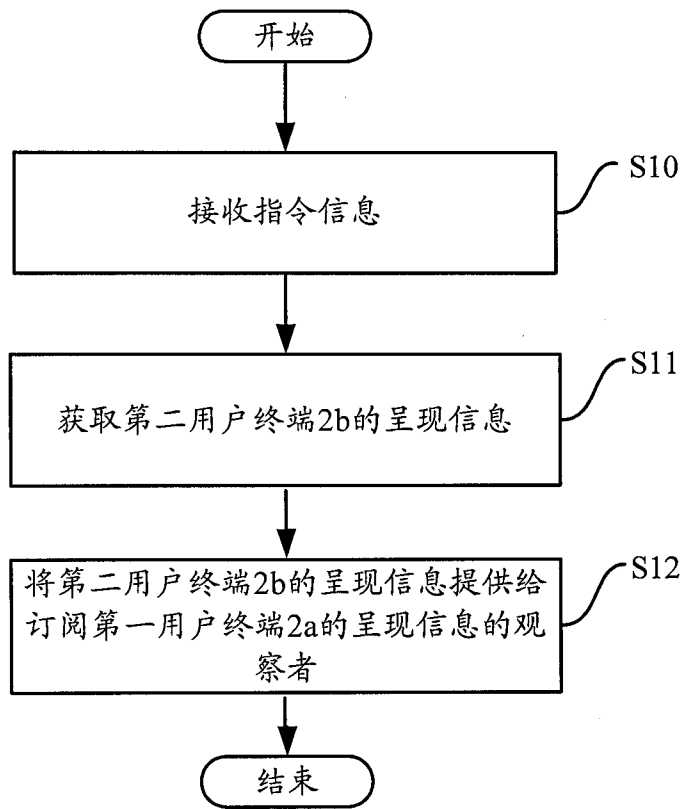 开始
接收指令信息
S10
获取第二用户终端2b的呈现信息
S11
将第二用户终端2b的呈现信息提供给
订阅第一用户终端2a的呈现信息的观
察者
S12
结束